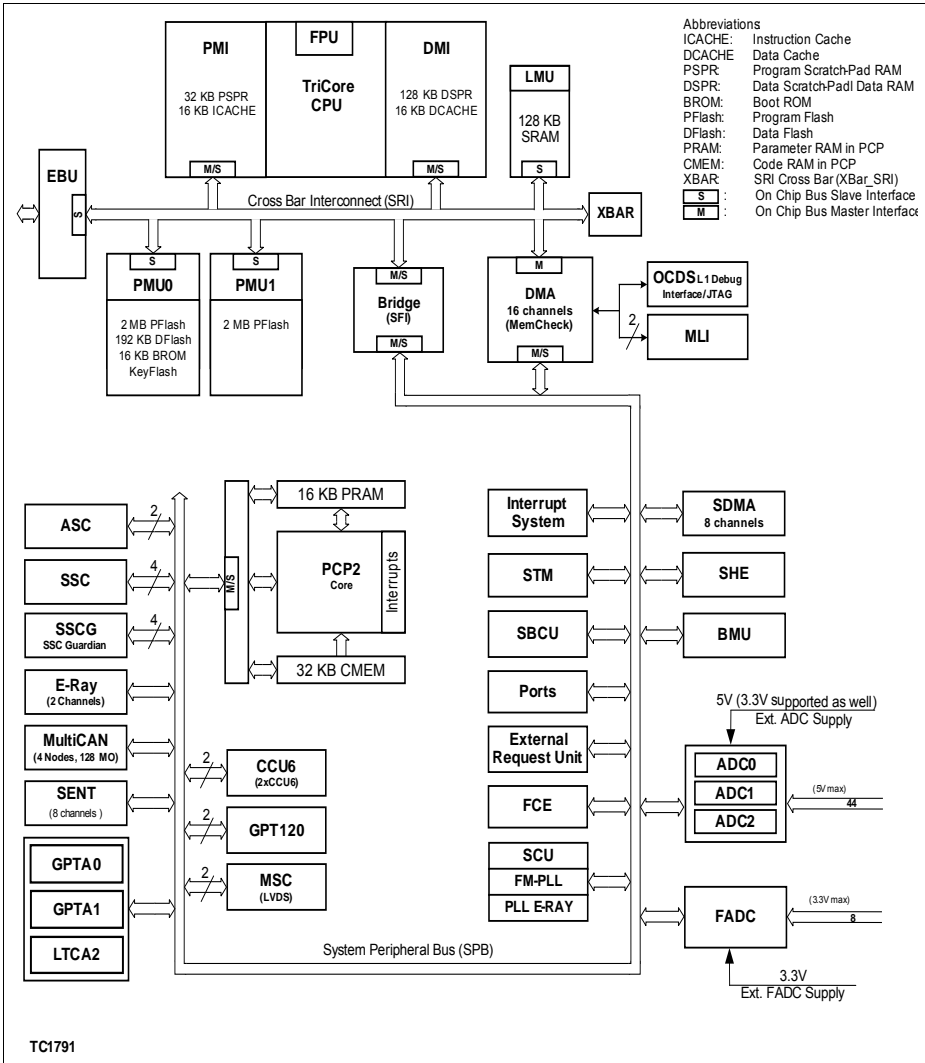 PMI
FPU
TriCore
CPU
DMI
32 KB PSPR
16 KB ICACHE
128 KB DSPR
16 KB DCACHE
M/S
M/S
LMU
128 KB
SRAM
S
Abbreviations
ICACHE: Instruction Cache
DCACHE Data Cache
PSPR: Program Scratch-Pad RAM
DSPR: Data Scratch-Padl Data RAM
BROM: Boot ROM
PFlash: Program Flash
DFlash: Data Flash
PRAM: Parameter RAM in PCP
CMEM: Code RAM in PCP
XBAR: SRI Cross Bar (XBar_SRI)
S : On Chip Bus Slave Interface
M : On Chip Bus Master Interface
EBU
S
Cross Bar Interconnect (SRI)
XBAR
S
PMU0
2 MB PFlash
192 KB DFlash
16 KB BROM
KeyFlash
S
PMU1
2 MB PFlash
M/S
Bridge
(SFI)
M/S
M
DMA
16 channels
(MemCheck)
M/S
OCDS L1 Debug
Interface/JTAG
2
MLI
ASC
2
SSC
4
SSCG
SSC Guardian
4
E-Ray
(2 Channels)
MultiCAN
(4 Nodes, 128 MO)
SENT
(8 channels )
GPTA0
GPTA1
LTCA2
M/S
16 KB PRAM
PCP2
Core
Interrupts
32 KB CMEM
2
CCU6
(2xCCU6)
2
GPT120
2
MSC
(LVDS)
Interrupt
System
STM
SBCU
Ports
External
Request Unit
FCE
SCU
FM-PLL
PLL E-RAY
SDMA
8 channels
SHE
BMU
5V (3.3V supported as well)
Ext. ADC Supply
ADC0
ADC1
ADC2
(5V max)
44
FADC
(3.3V max)
8
3.3V
Ext. FADC Supply
System Peripheral Bus (SPB)
TC1791